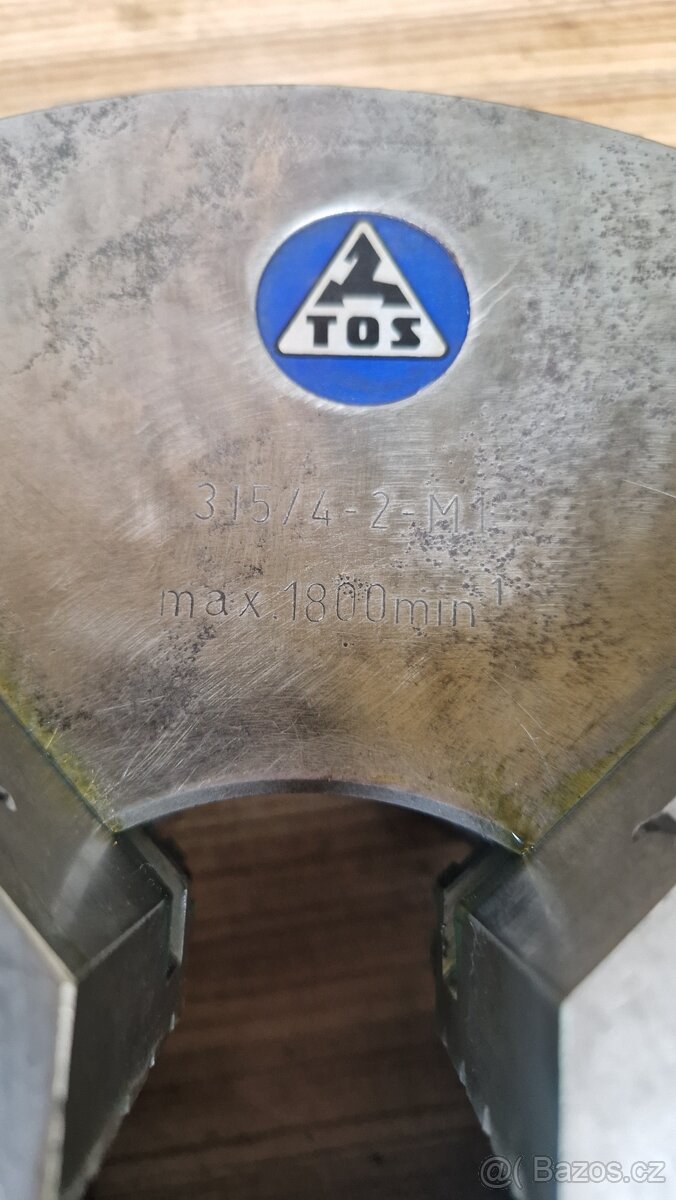 TOS
315/4-2-M1
max.1800min-1
@ Bazos.cz